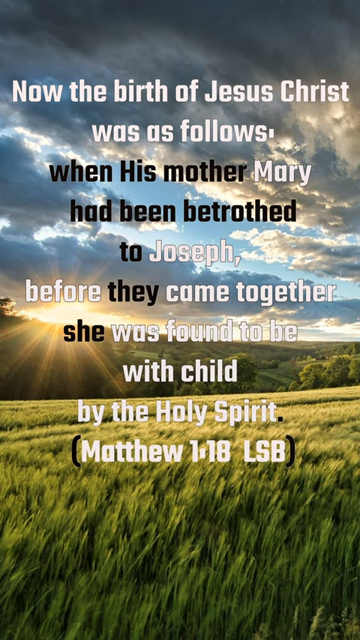 Now the birth of Jesus Christ
was as follows:
when His mother Mary
had been betrothed
to Joseph,
before they came together
she was found to be
with child
by the Holy Spirit.
(Matthew 1:18 LSB)